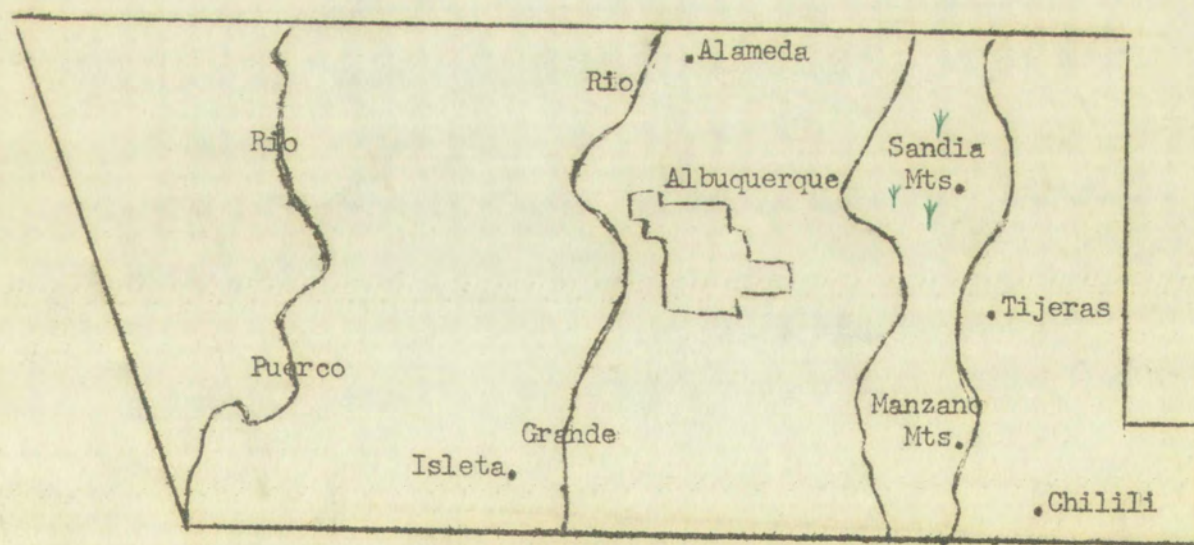 Alameda
Rio
Rio
Sandia
Mts.
Albuquerque
Tijeras
Puerco
Manzano
Mts.
Grande
Isleta.
Chilili